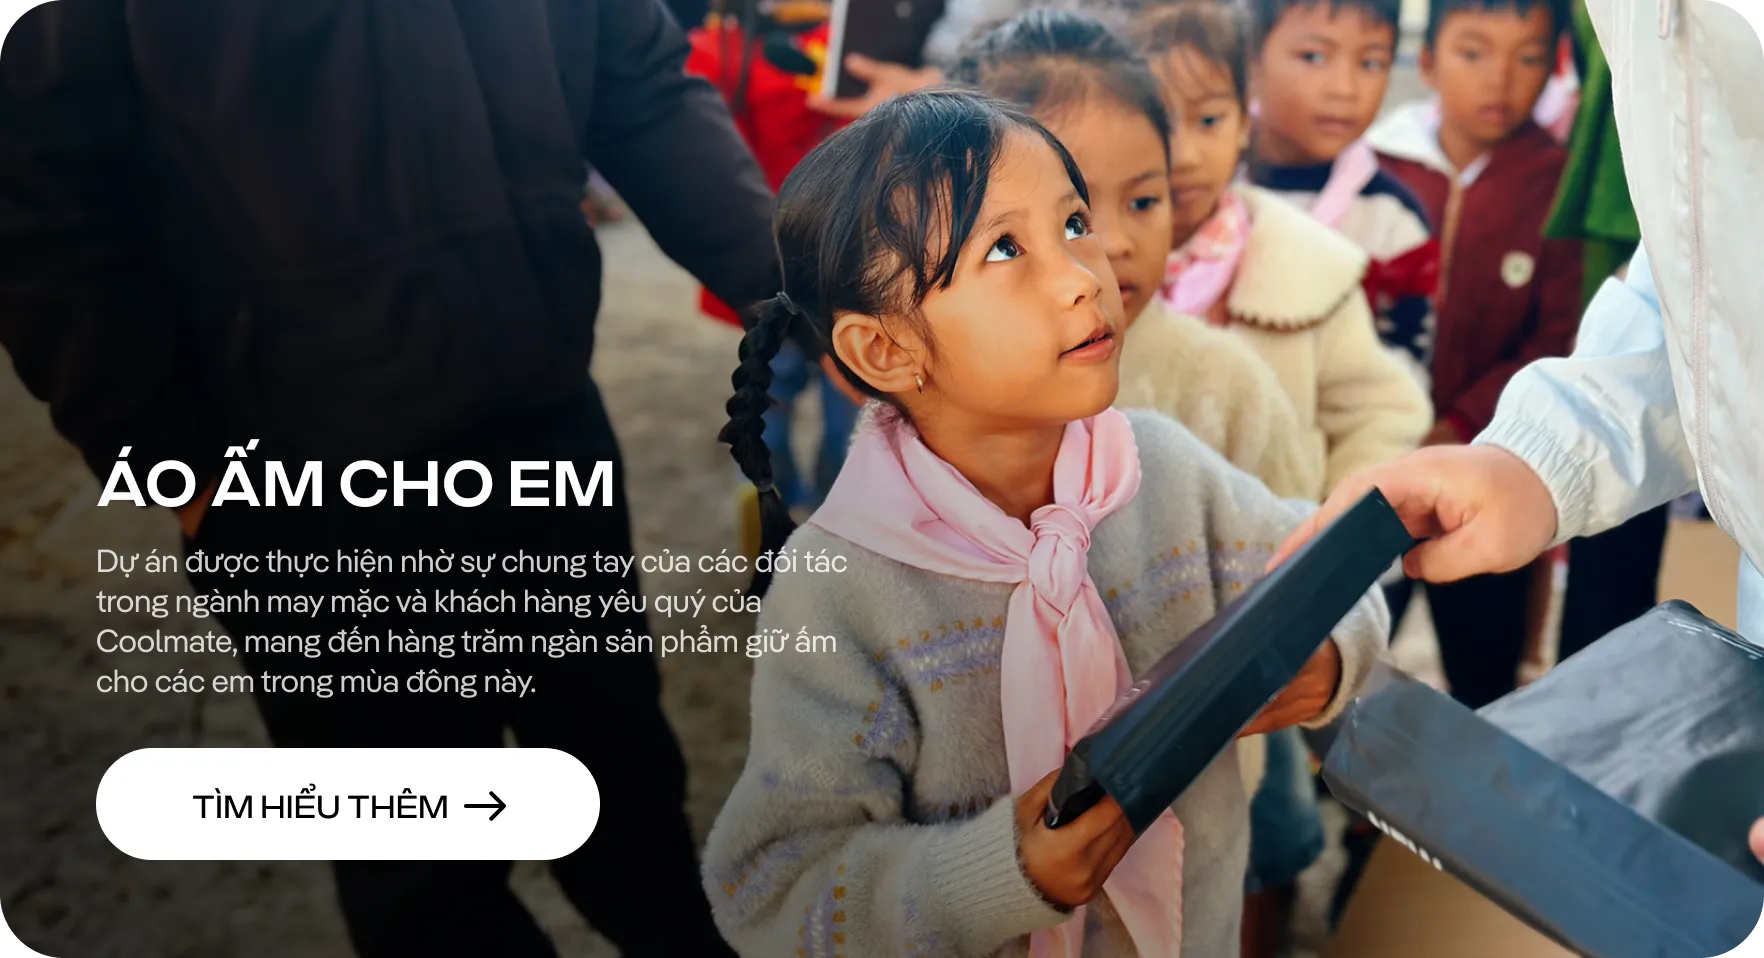 ÁO ẤM CHO EM
Dự án được thực hiện nhờ sự chung tay của các đối tác
trong ngành may mặc và khách hàng yêu quý của
Coolmate, mang đến hàng trăm ngàn sản phẩm giữ ấm
cho các em trong mùa đông này.
TÌM HIỂU THÊM